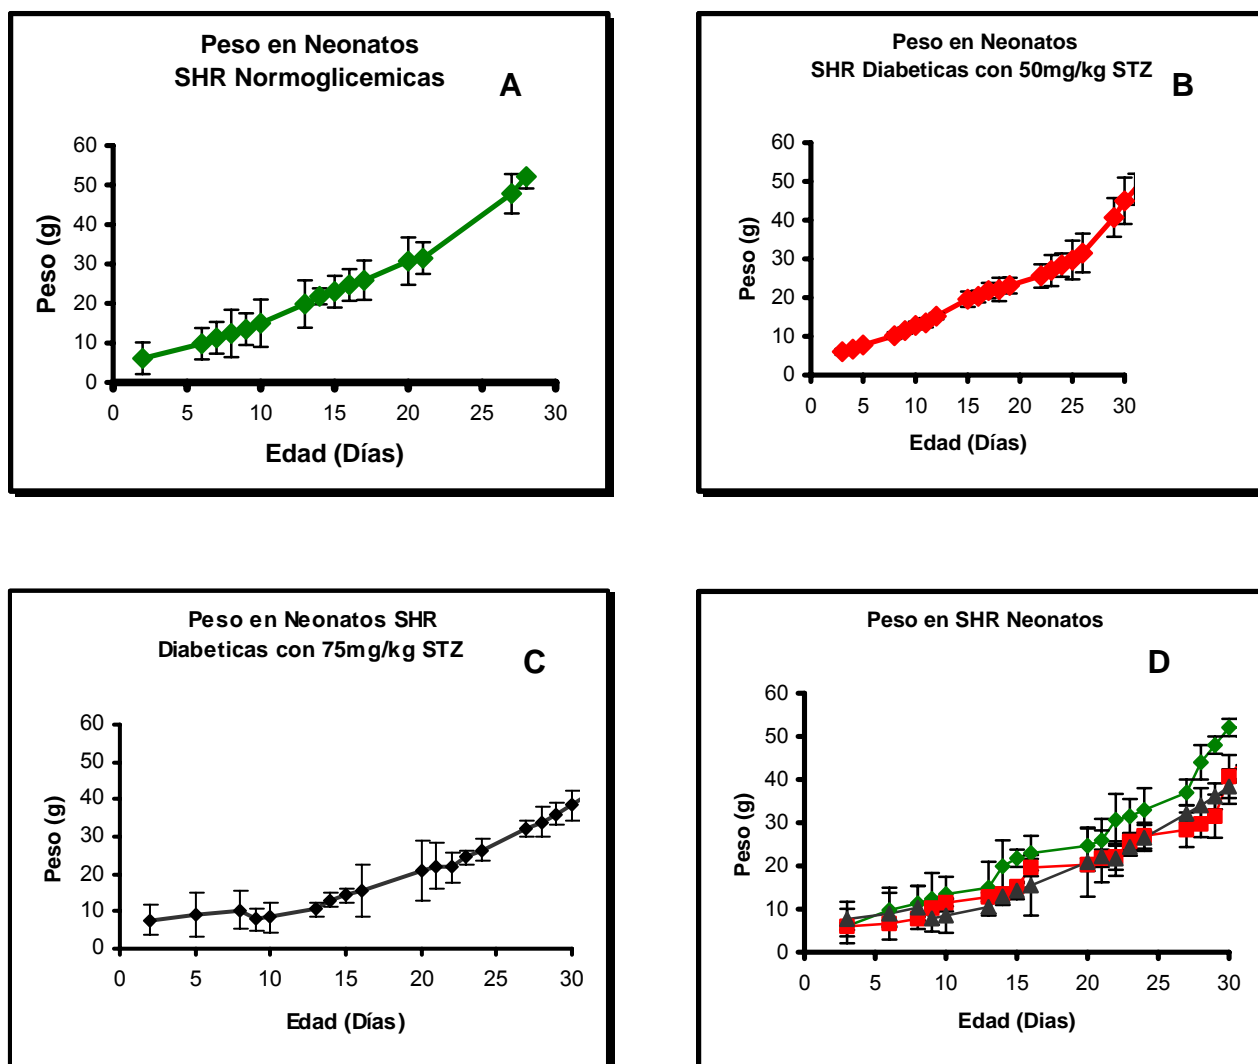 Peso en Neonatos
SHR Normoglicemicas
A
Peso (g)
60
50
40
30
20
10
0
0 5 10 15 20 25 30
Edad (Días)
Peso en Neonatos
SHR Diabeticas con 50mg/kg STZ
B
Peso (g)
60
50
40
30
20
10
0
0 5 10 15 20 25 30
Edad (Días)
Peso en Neonatos SHR
Diabeticas con 75mg/kg STZ
C
Peso (g)
60
50
40
30
20
10
0
0 5 10 15 20 25 30
Edad (Días)
Peso en SHR Neonatos
D
Peso (g)
60
50
40
30
20
10
0
0 5 10 15 20 25 30
Edad (Dias)